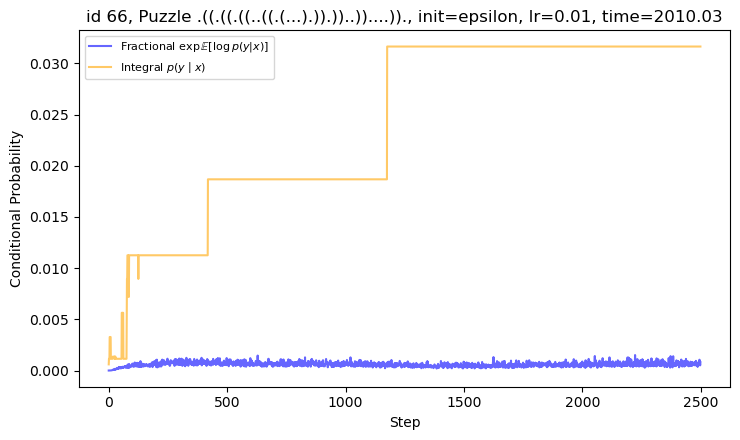 id 66, Puzzle .((.((.((..((.(...).)).))..))....))., init=epsilon, lr=0.01, time=2010.03
Fractional exp𝔼[log p(y|x)]
Integral p(y | x)
Conditional Probability
0.030
0.025
0.020
0.015
0.010
0.005
0.000
0 500 1000 1500 2000 2500
Step